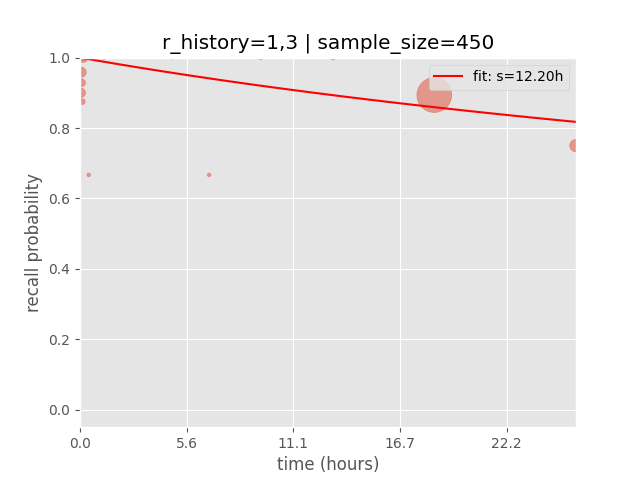 r_history=1,3 | sample_size=450
fit: s=12.20h
1.0
0.8
0.6
0.4
0.2
0.0
recall probability
0.0 5.6 11.1 16.7 22.2
time (hours)